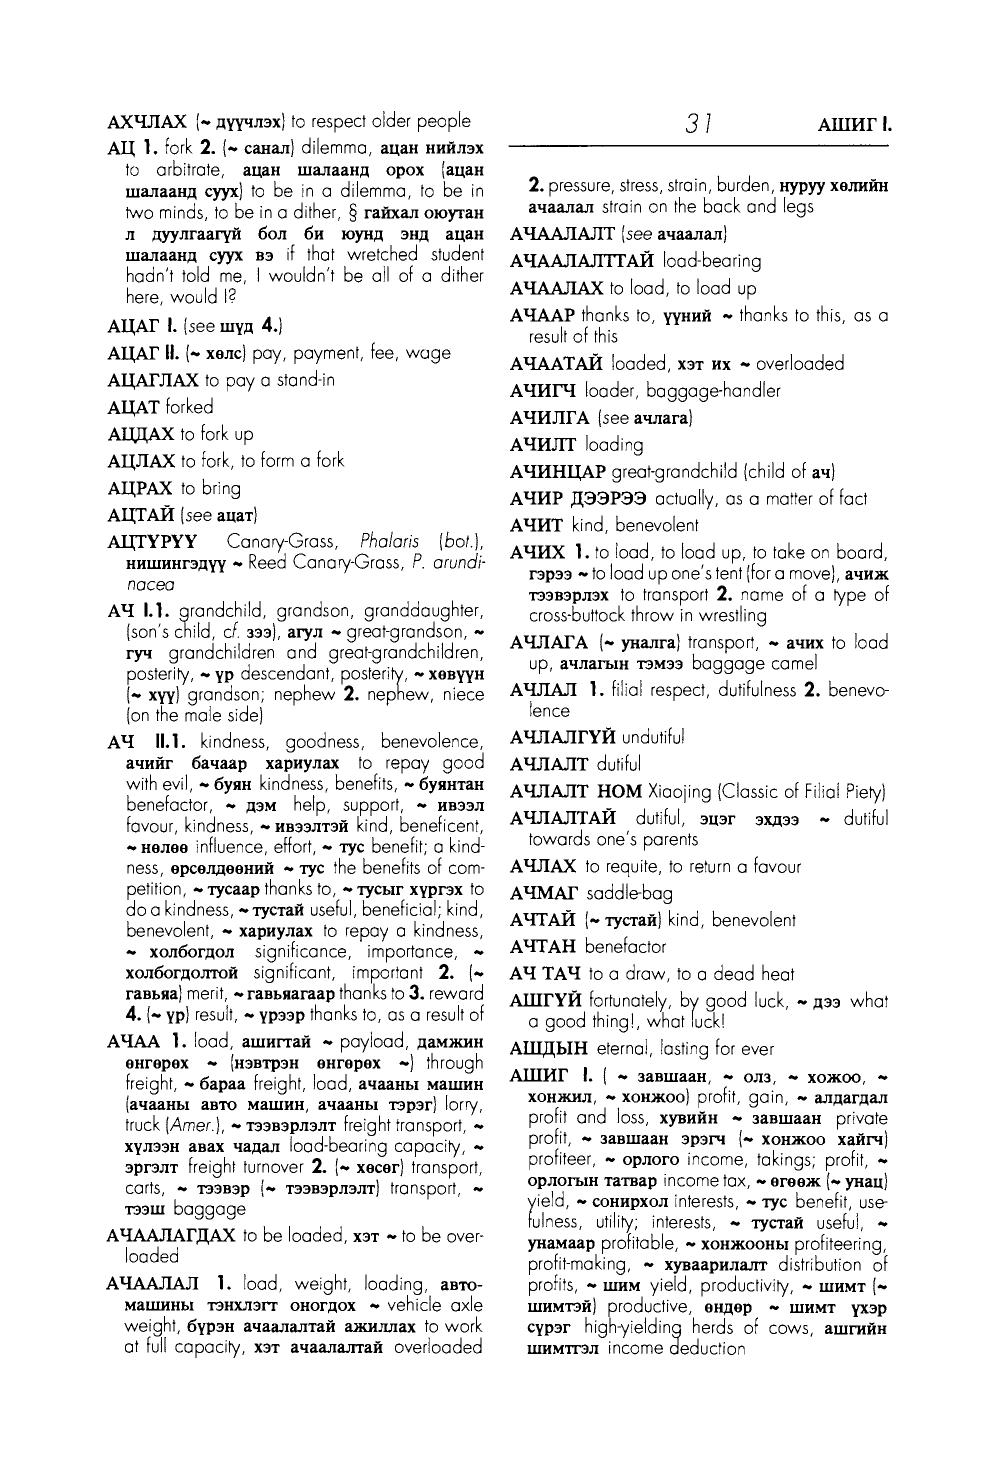 АХЧЛАХ (~ дүүчлэх) to respect older people
АЦ 1. fork 2. (~ санал) dilemma, ацан нийлэх
to arbitrate, ацан шалаанд орох (ацан
шалаанд суух) to be in a dilemma, to be in
two minds, to be in a dither, § гайхал оюутан
л дуулгаагүй бол би юунд энд ацан
шалаанд суух вэ if that wretched student
hadn't told me, I wouldn't be all of a dither
here, would I?
АЦАГ I. (see шүд 4.)
АЦАГ II. (~ хөлс) pay, payment, fee, wage
АЦАГЛАХ to pay a stand-in
АЦАТ forked
АЦДАХ to fork up
АЦЛАХ to fork, to form a fork
АЦРАХ to bring
АЦТАЙ (see ацат)
АЦТҮРҮҮ Canary-Grass, Phalaris (bot.),
нишингэдүү ~ Reed Canary-Grass, P. arundi-
nacea
АЧ I.1. grandchild, grandson, granddaughter,
(son's child, cf. зээ), агул ~ great-grandson, ~
гуч grandchildren and great-grandchildren,
posterity, ~ үр descendant, posterity, ~ хөвүүн
(~ хүү) grandson; nephew 2. nephew, niece
(on the male side)
АЧ II.1. kindness, goodness, benevolence,
ачийг бачаар хариулах to repay good
with evil, ~ буян kindness, benefits, ~ буянтан
benefactor, ~ дэм help, support, ~ ивээл
favour, kindness, ~ ивээлтэй kind, beneficent,
~ нөлөө influence, effort, ~ тус benefit; a kind-
ness, өрсөлдөөний ~ тус the benefits of com-
petition, ~ тусаар thanks to, ~ тусыг хүргэх to
do a kindness, ~ тустай useful, beneficial; kind,
benevolent, ~ хариулах to repay a kindness,
~ холбогдол significance, importance, ~
холбогдолтой significant, important 2. (~
гавьяа) merit, ~ гавьяагаар thanks to 3. reward
4. (~ үр) result, ~ үрээр thanks to, as a result of
АЧАА 1. load, ашигтай ~ payload, дамжин
өнгөрөх ~ (нэвтрэн өнгөрөх ~) through
freight, ~ бараа freight, load, ачааны машин
(ачааны авто машин, ачааны тэрэг) lorry,
truck (Amer.), ~ тээвэрлэлт freight transport, ~
хүлээн авах чадал load-bearing capacity, ~
эргэлт freight turnover 2. (~ хөсөг) transport,
carts, ~ тээвэр (~ тээвэрлэлт) transport, ~
тээш baggage
АЧААЛАГДАХ to be loaded, хэт ~ to be over-
loaded
АЧААЛАЛ 1. load, weight, loading, авто-
машины тэнхлэгт оногдох ~ vehicle axle
weight, бүрэн ачаалалтай ажиллах to work
at full capacity, хэт ачаалалтай overloaded
31 АШИГ I.
2. pressure, stress, strain, burden, нуруу хөлийн
ачаалал strain on the back and legs
АЧААЛАЛТ (see ачаалал)
АЧААЛАЛТТАЙ load-bearing
АЧААЛАХ to load, to load up
АЧААР thanks to, үүний ~ thanks to this, as a
result of this
АЧААТАЙ loaded, хэт их ~ overloaded
АЧИГЧ loader, baggage-handler
АЧИЛГА (see ачлага)
АЧИЛТ loading
АЧИНЦАР great-grandchild (child of ач)
АЧИР ДЭЭРЭЭ actually, as a matter of fact
АЧИТ kind, benevolent
АЧИХ 1. to load, to load up, to take on board,
гэрээ ~ to load up one's tent (for a move), ачиж
тээвэрлэх to transport 2. name of a type of
cross-buttock throw in wrestling
АЧЛАГА (~ уналга) transport, ~ ачих to load
up, ачлагын тэмээ baggage camel
АЧЛАЛ 1. filial respect, dutifulness 2. benevo-
lence
АЧЛАЛГҮЙ undutiful
АЧЛАЛТ dutiful
АЧЛАЛТ НОМ Xiaojing (Classic of Filial Piety)
АЧЛАЛТАЙ dutiful, эцэг эхдээ ~ dutiful
towards one's parents
АЧЛАХ to requite, to return a favour
АЧМАГ saddle-bag
АЧТАЙ (~ тустай) kind, benevolent
АЧТАН benefactor
АЧ ТАЧ to a draw, to a dead heat
АШГҮЙ fortunately, by good luck, ~ дээ what
a good thing!, what luck!
АШДЫН eternal, lasting for ever
АШИГ I. ( ~ завшаан, ~ олз, ~ хожоо, ~
хонжил, ~ хонжоо) profit, gain, ~ алдагдал
profit and loss, хувийн ~ завшаан private
profit, ~ завшаан эрэгч (~ хонжоо хайгч)
profiteer, ~ орлого income, takings; profit, ~
орлогын татвар income tax, ~ өгөөж (~ унац)
yield, ~ сонирхол interests, ~ тус benefit, use-
fulness, utility; interests, ~ тустай useful, ~
унамаар profitable, ~ хонжооны profiteering,
profit-making, ~ хуваарилалт distribution of
profits, ~ шим yield, productivity, ~ шимт (~
шимтэй) productive, өндөр ~ шимт үхэр
сүрэг high-yielding herds of cows, ашгийн
шимтгэл income deduction